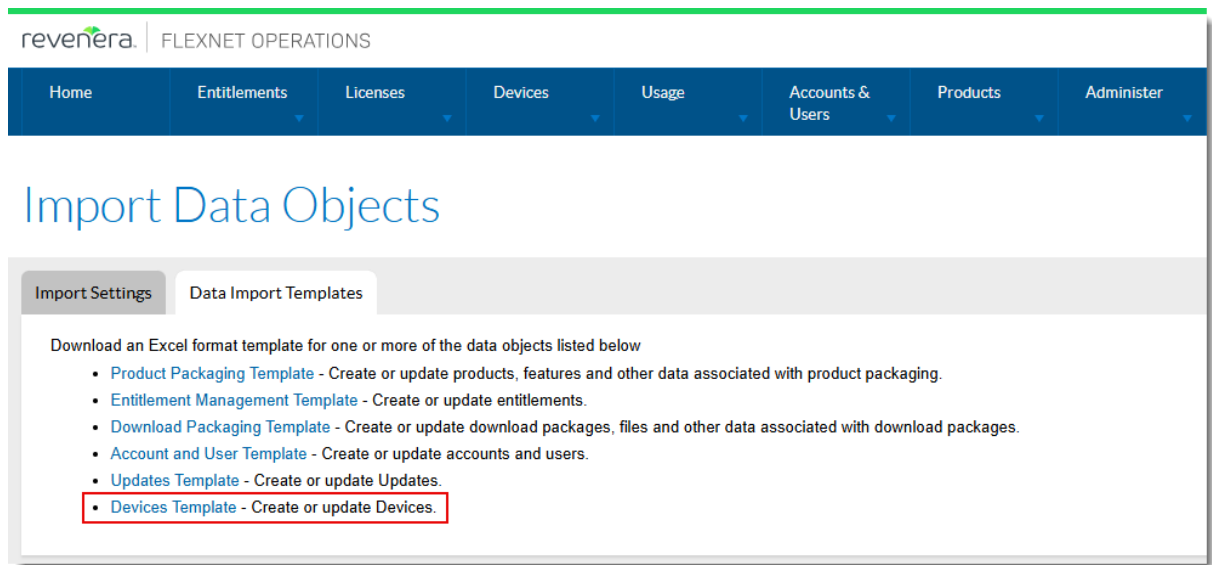 revenera. FLEXNET OPERATIONS
Home Entitlements Licenses Devices Usage Accounts & Users Products Administer
Import Data Objects
Import Settings Data Import Templates
Download an Excel format template for one or more of the data objects listed below
• Product Packaging Template - Create or update products, features and other data associated with product packaging.
• Entitlement Management Template - Create or update entitlements.
• Download Packaging Template - Create or update download packages, files and other data associated with download packages.
• Account and User Template - Create or update accounts and users.
• Updates Template - Create or update Updates.
• Devices Template - Create or update Devices.